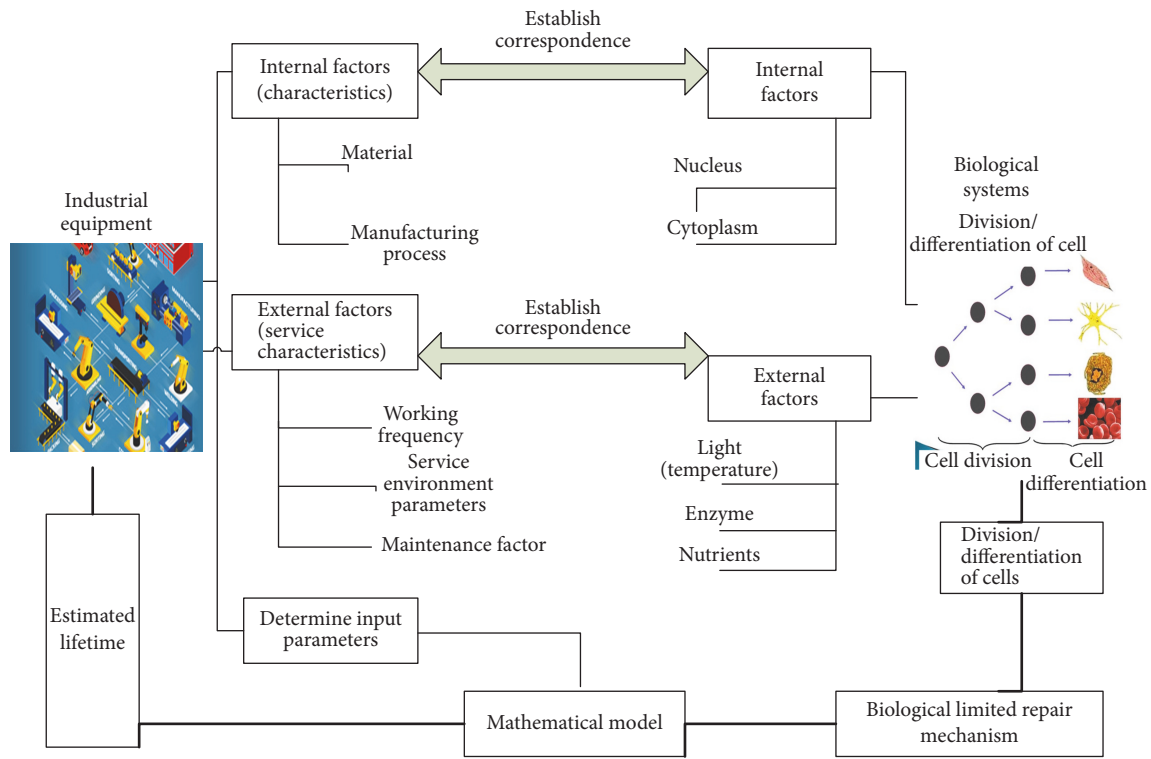 Establish
correspondence
Internal factors
(characteristics)
Internal
factors
Material
Nucleus
Manufacturing
process
Cytoplasm
Biological
systems
Division/
differentiation of cell
Industrial
equipment
External factors
(service
characteristics)
Establish
correspondence
External
factors
Working
frequency
Service
environment
parameters
Maintenance factor
Light
(temperature)
Enzyme
Nutrients
Cell division
Cell
differentiation
Division/
differentiation
of cells
Estimated
lifetime
Determine input
parameters
Mathematical model
Biological limited repair
mechanism